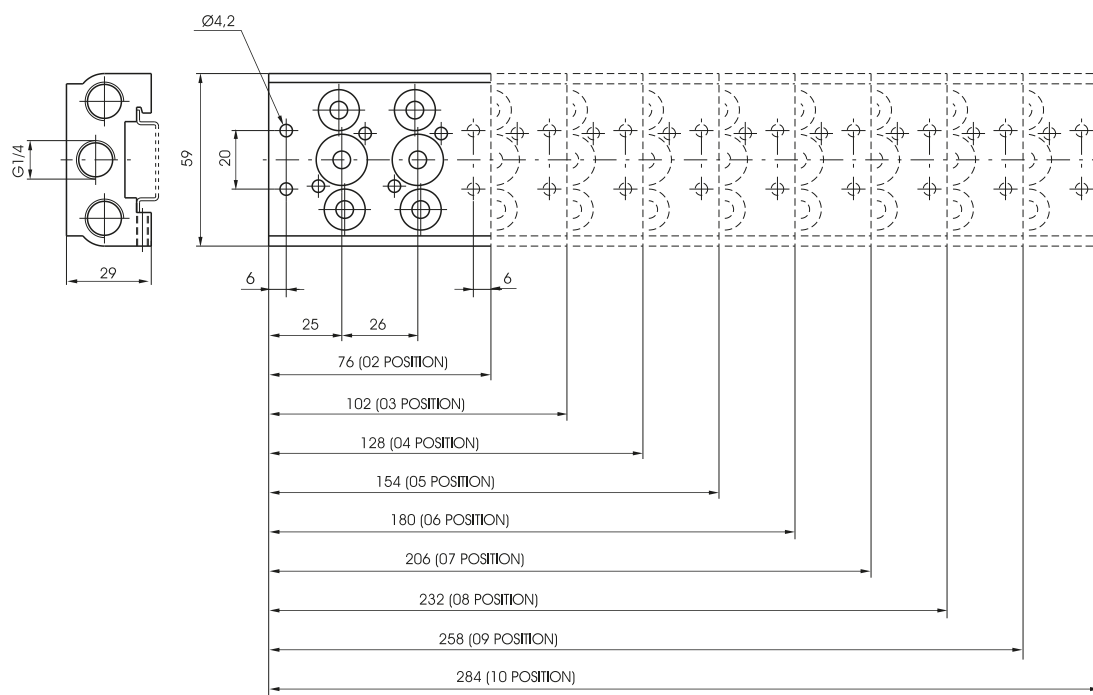 Ø4,2
G1/4
59
20
29
6
6
25
26
76 (02 POSITION)
102 (03 POSITION)
128 (04 POSITION)
154 (05 POSITION)
180 (06 POSITION)
206 (07 POSITION)
232 (08 POSITION)
258 (09 POSITION)
284 (10 POSITION)